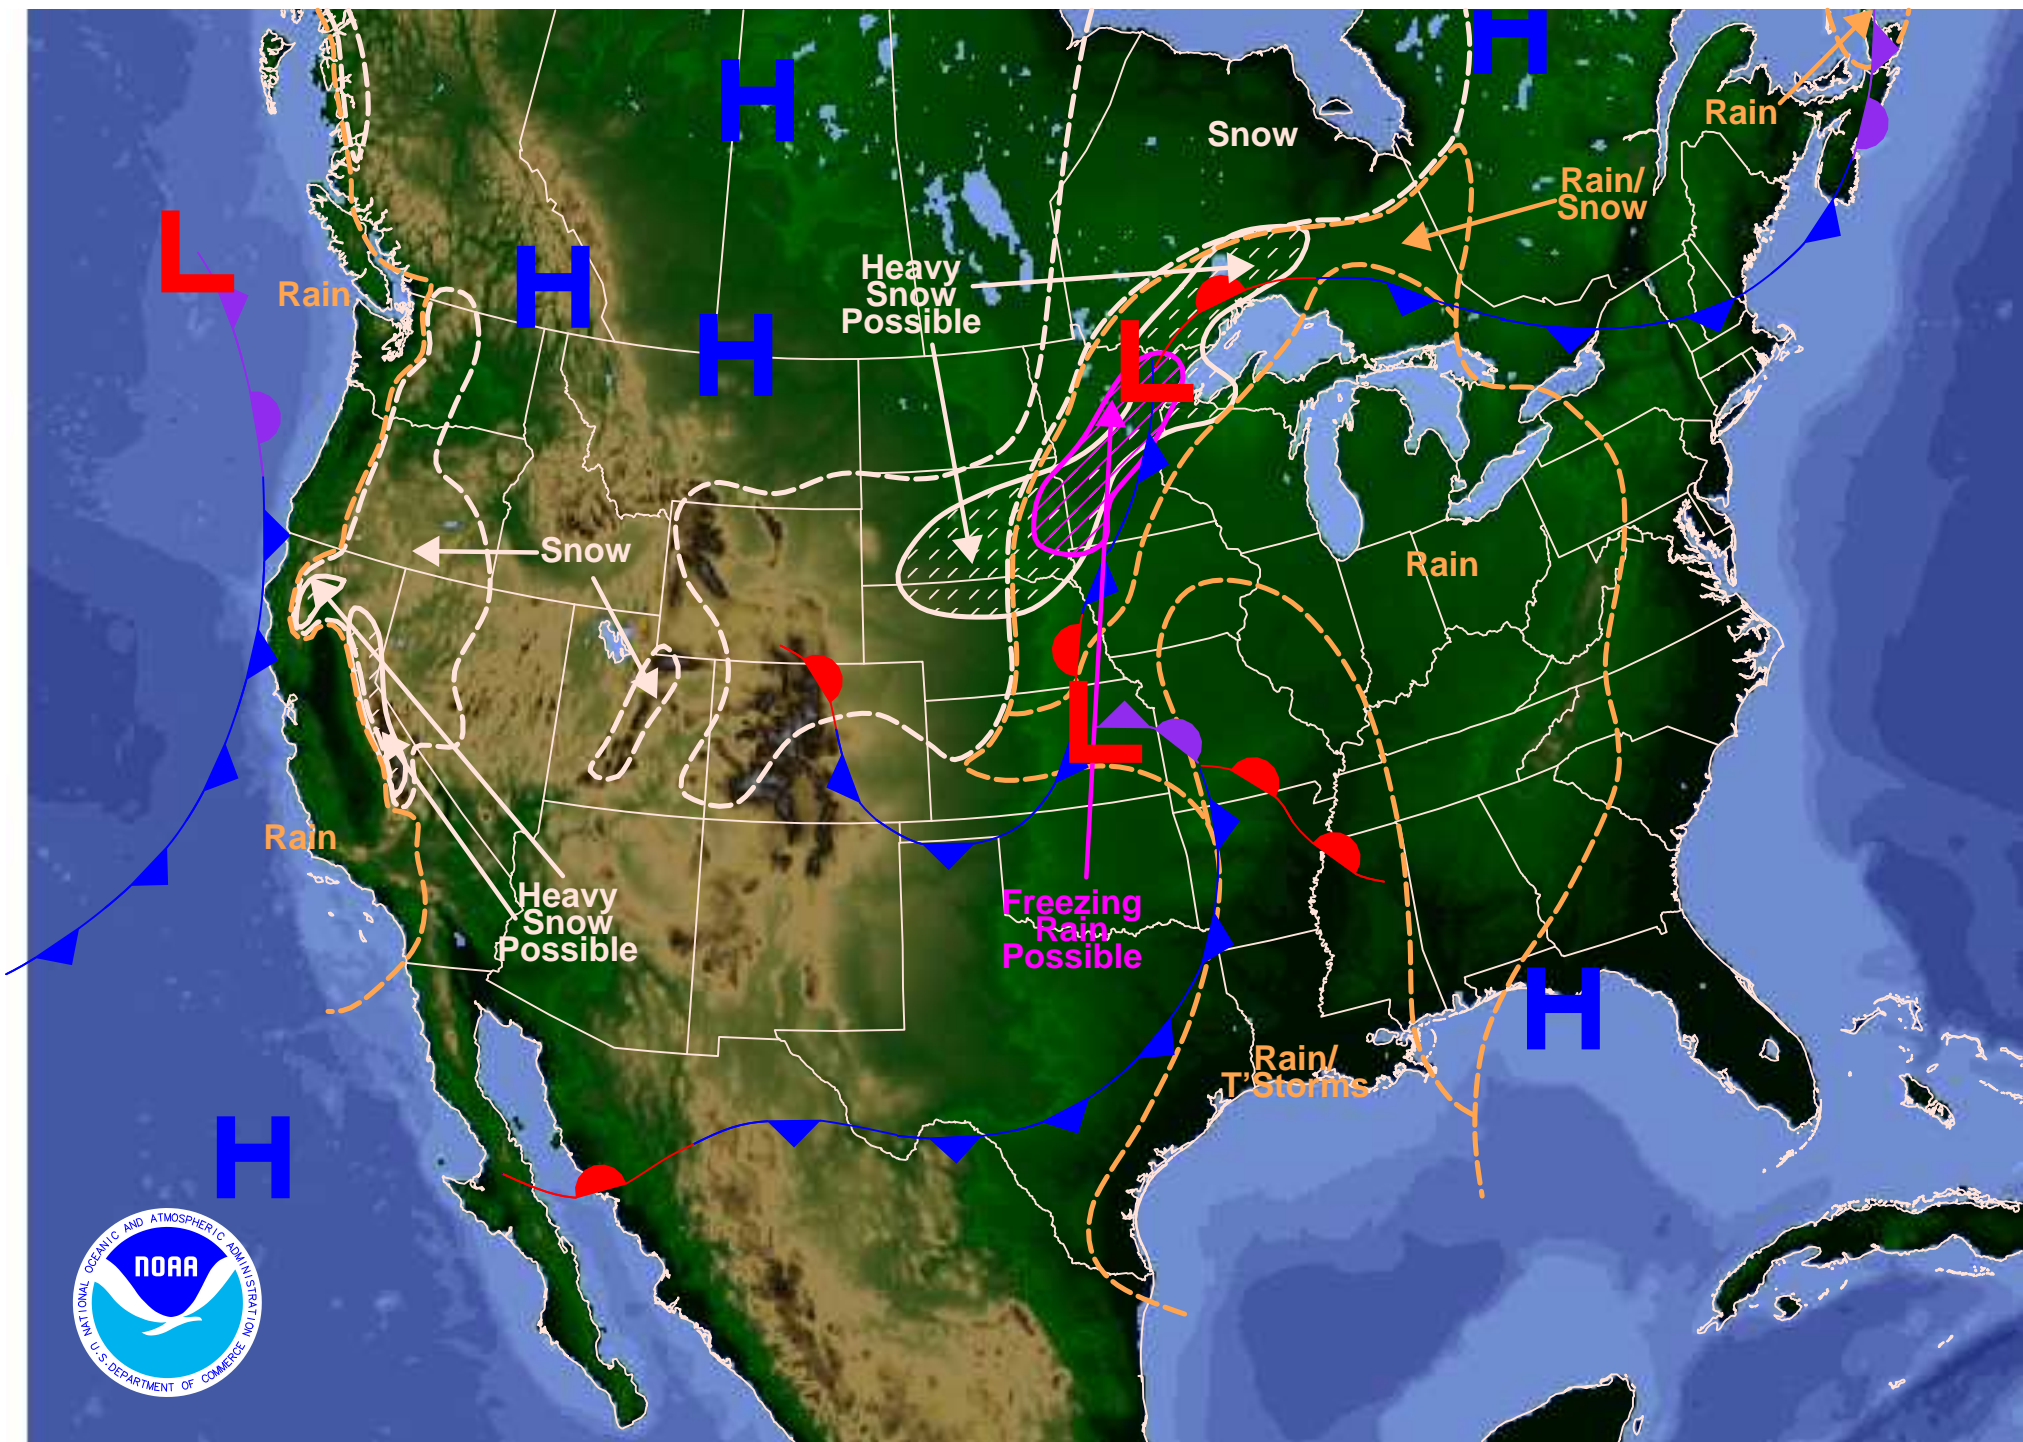 H
H
Snow
Rain
Rain/
Snow
L
Rain
H
Heavy
Snow
Possible
H
L
Snow
Rain
L
Rain
Heavy
Snow
Possible
Freezing
Rain
Possible
H
Rain/
T'Storms
H
NATIONAL OCEANIC AND ATMOSPHERIC ADMINISTRATION
NOAA
U.S. DEPARTMENT OF COMMERCE